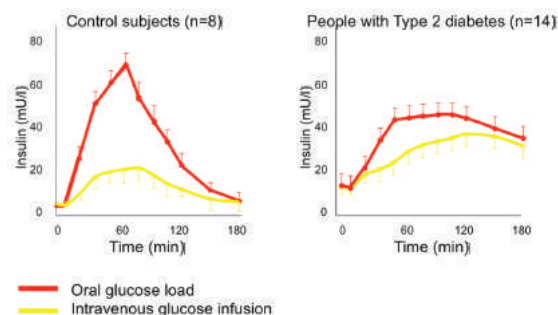 Control subjects (n=8)
80
60
40
20
0
Insulin (mU/l)
0 60 120 180
Time (min)
People with Type 2 diabetes (n=14)
80
60
40
20
0
Insulin (mU/l)
0 60 120 180
Time (min)
Oral glucose load
Intravenous glucose infusion